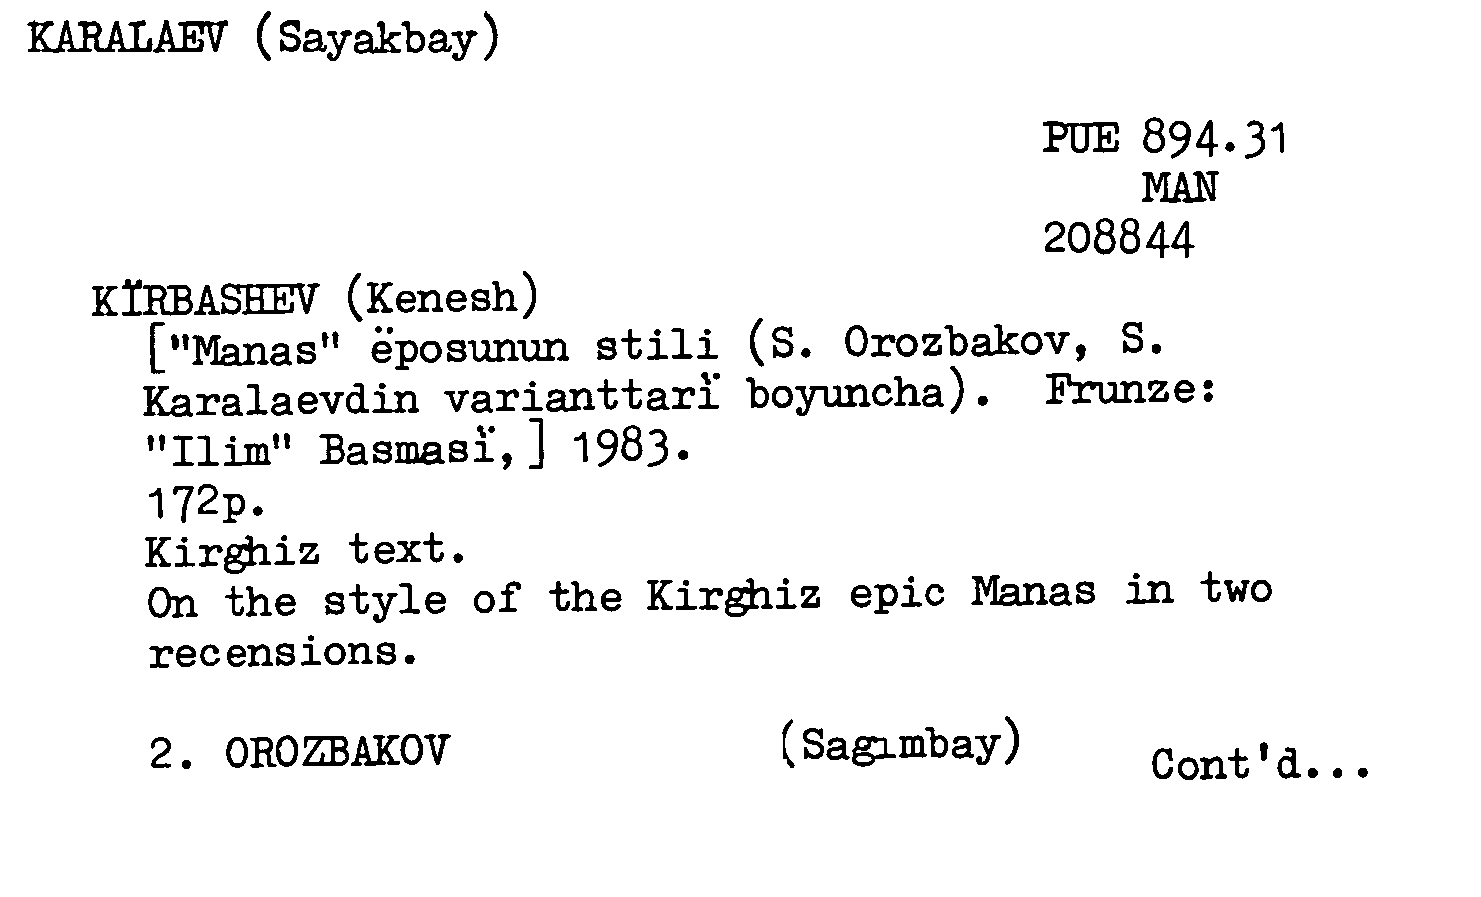 KARALAEV (Sayakbay)
PUE 894.31
MAN
208844
KÏRBASHEV (Kenesh)
["Manas" ëposunun stili (S. Orozbakov, S.
Karalaevdin varianttarï boyuncha). Frunze:
"Ilim" Basmasï,] 1983.
172p.
Kirghiz text.
On the style of the Kirghiz epic Manas in two
recensions.
2. OROZBAKOV (Sagımbay) Cont'd...